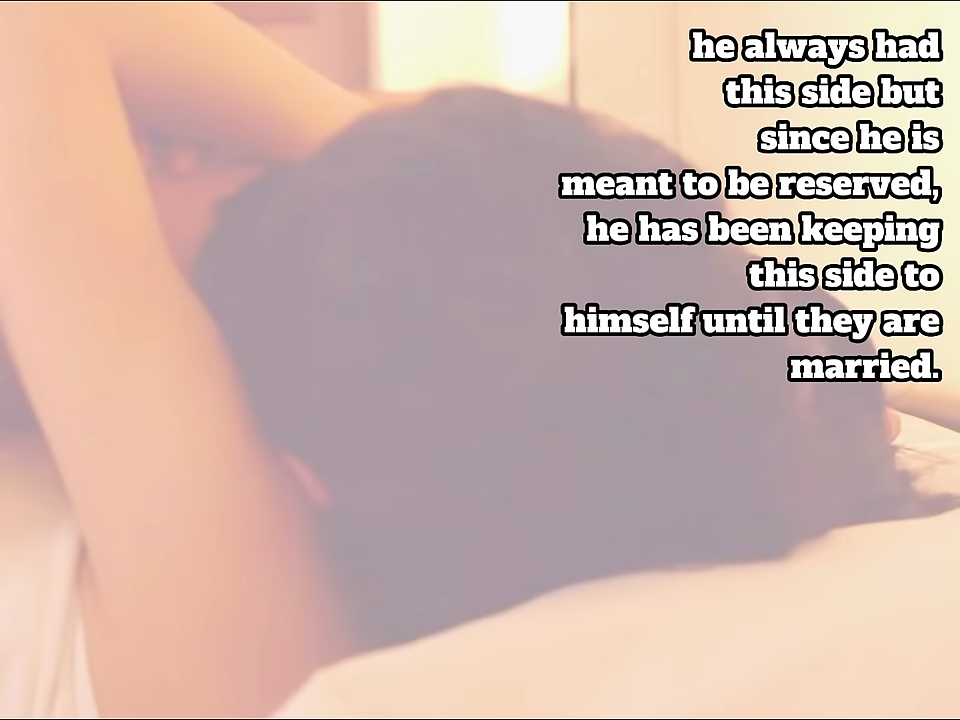 he always had
this side but
since he is
meant to be reserved,
he has been keeping
this side to
himself until they are
married.